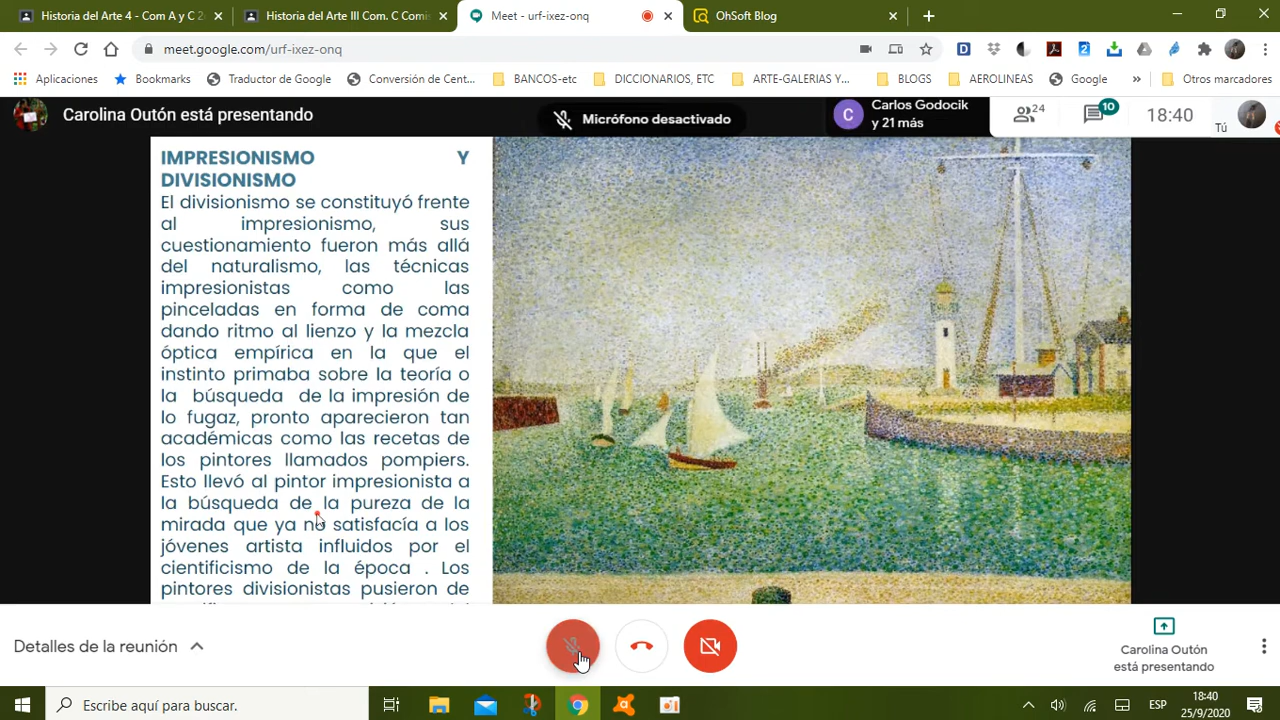 Historia del Arte 4 - Com A y C 2
Historia del Arte III Com. C Comis
Meet - urf-ixez-onq
OhSoft Blog
meet.google.com/urf-ixez-onq
Aplicaciones
Bookmarks
Traductor de Google
Conversión de Gent...
BANCOS-etc
DICCIONARIOS, ETC
ARTE-GALERIAS Y...
BLOGS
AEROLINEAS
Google
Otros marcadores
Carolina Outón está presentando
Micrófono desactivado
C
Carlos Godocik
y 21 más
24
10
18:40
Tú
IMPRESIONISMO Y
DIVISIONISMO
El divisionismo se constituyó frente
al impresionismo, sus
cuestionamiento fueron más allá
del naturalismo, las técnicas
impresionistas como las
pinceladas en forma de coma
dando ritmo al lienzo y la mezcla
óptica empírica en la que el
instinto primaba sobre la teoría o
la búsqueda de la impresión de
lo fugaz, pronto aparecieron tan
académicas como las recetas de
los pintores llamados pompiers.
Esto llevó al pintor impresionista a
la búsqueda de la pureza de la
mirada que ya no satisfacía a los
jóvenes artista influidos por el
cientificismo de la época . Los
pintores divisionistas pusieron de
Detalles de la reunión
Carolina Outón
está presentando
Escribe aquí para buscar.
ESP
18:40
25/9/2020